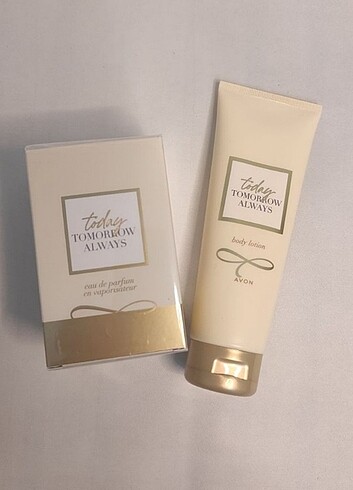 today
TOMORROW
ALWAYS
eau de parfum
en vaporisateur
today
TOMORROW
ALWAYS
body lotion
AVON